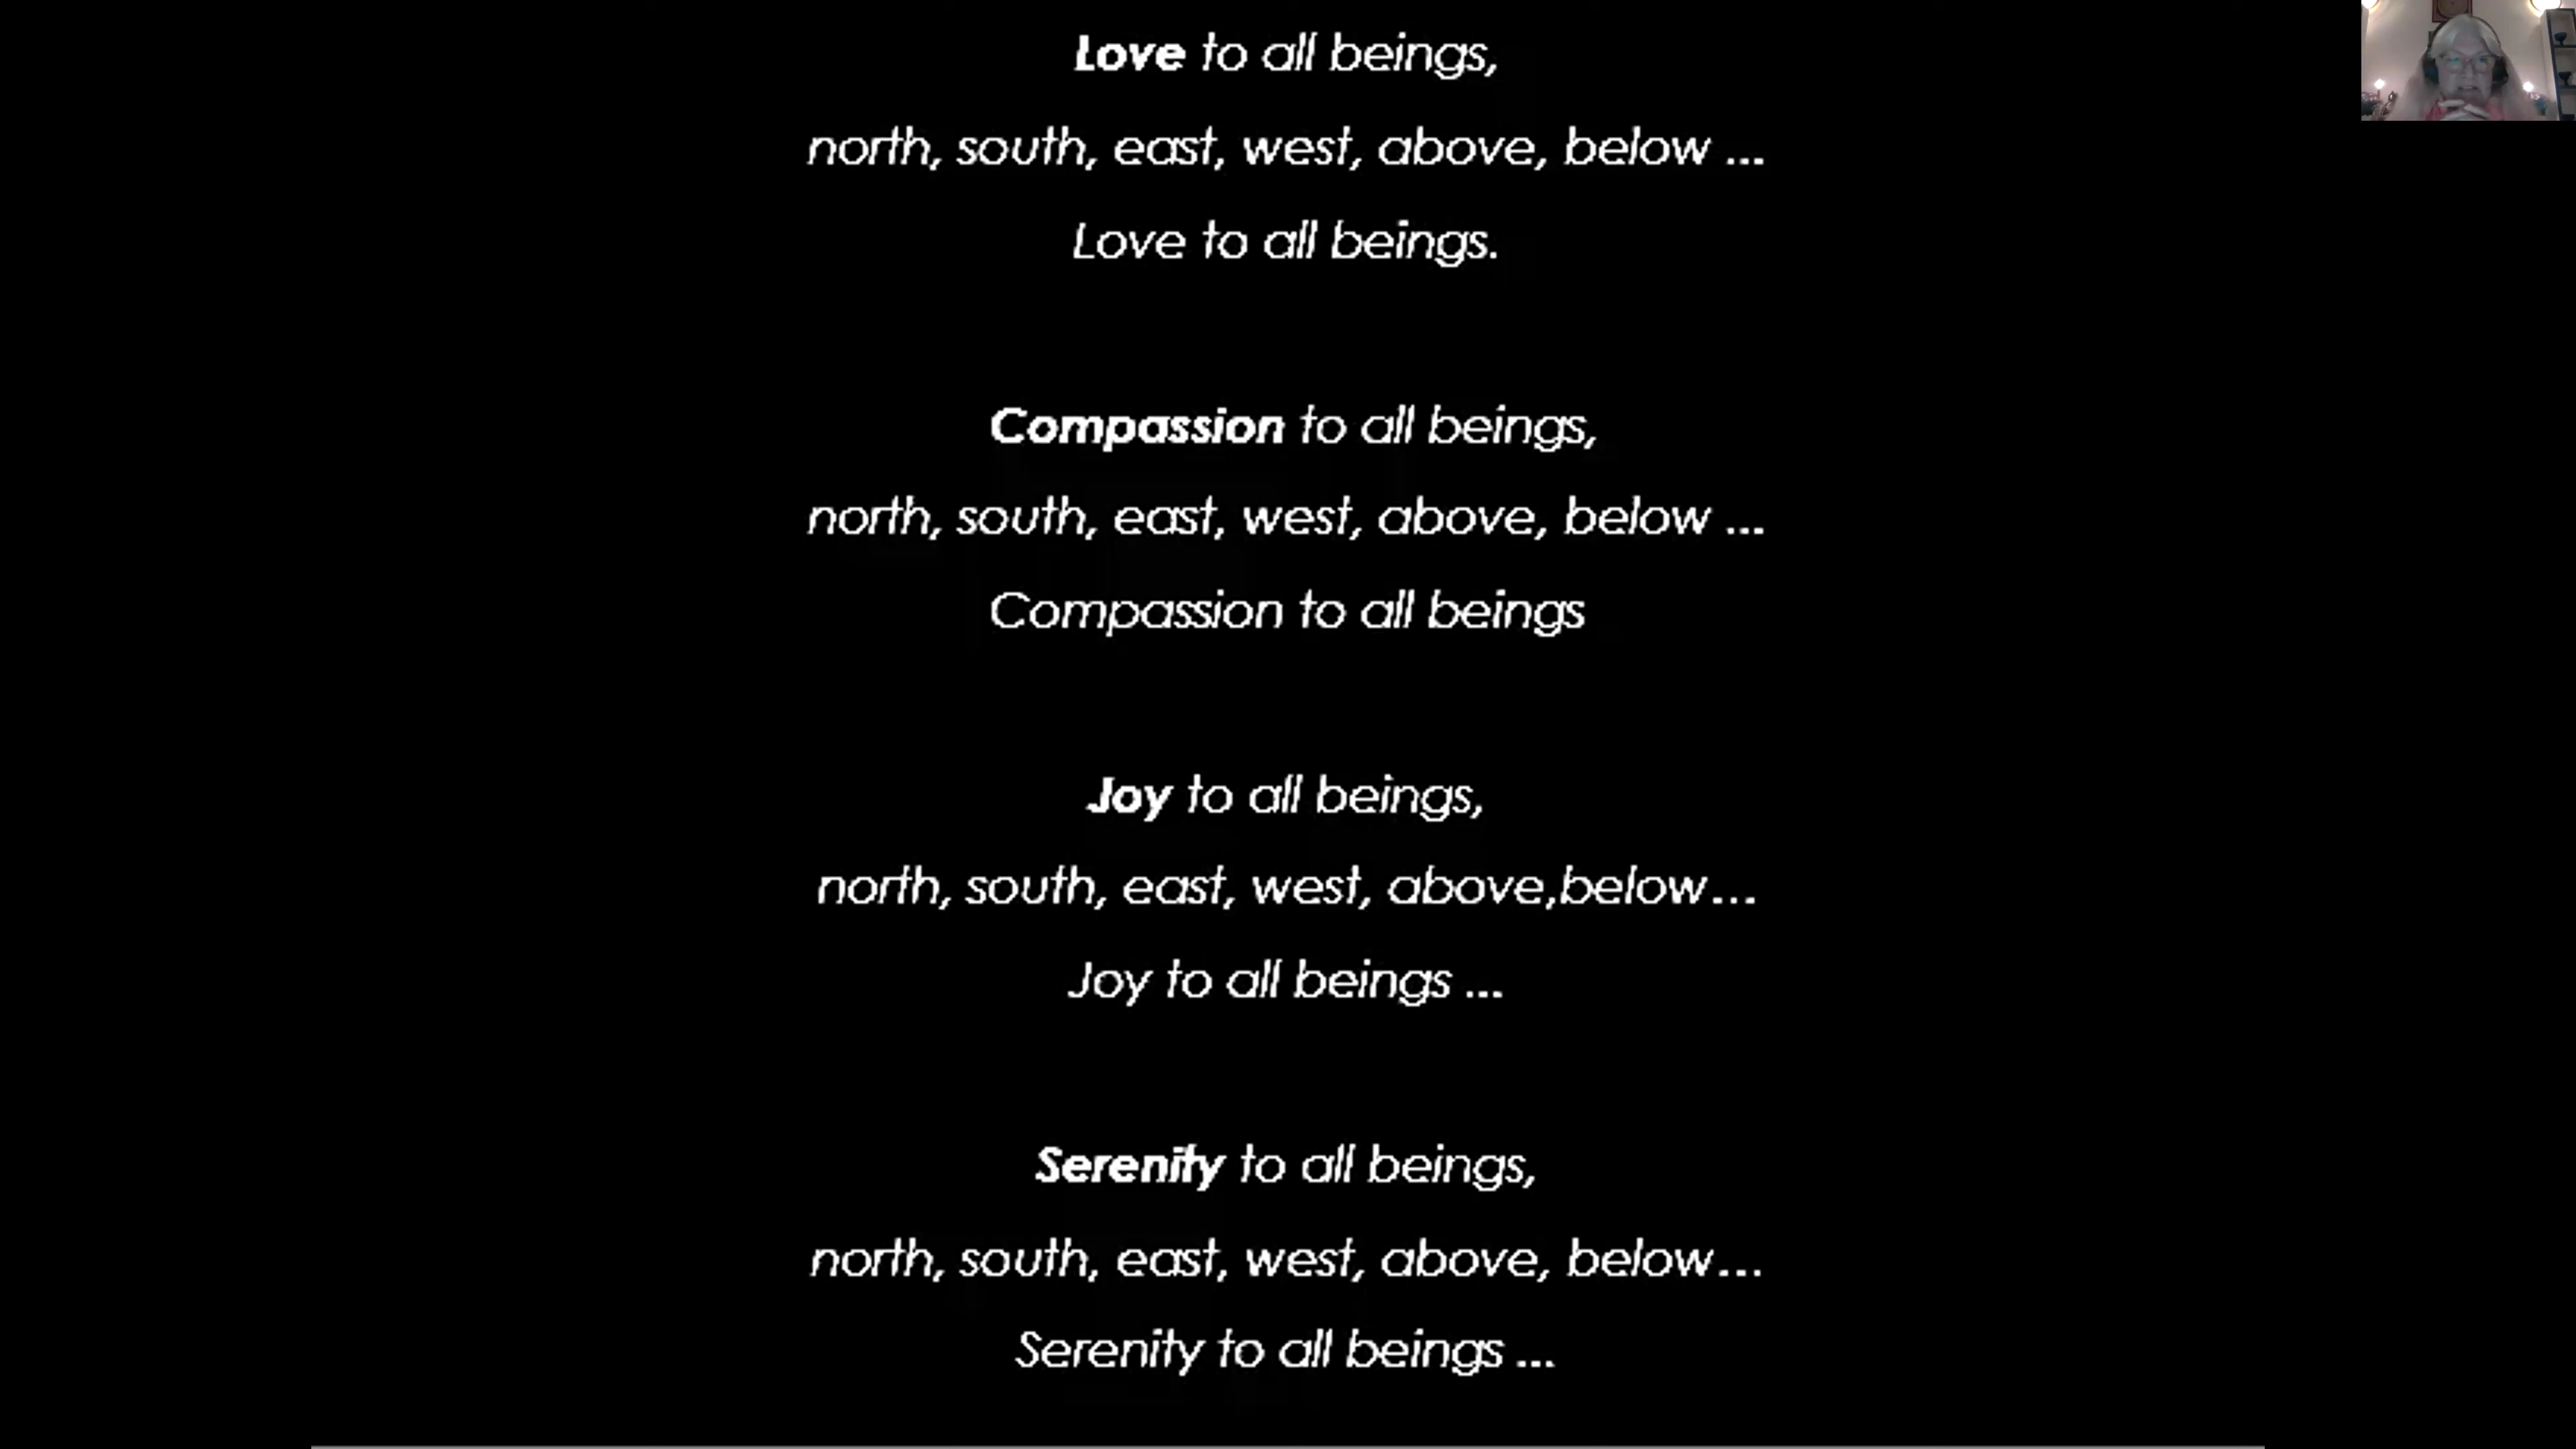 Love to all beings,
north, south, east, west, above, below ...
Love to all beings.
Compassion to all beings,
north, south, east, west, above, below ...
Compassion to all beings
Joy to all beings,
north, south, east, west, above,below...
Joy to all beings ...
Serenity to all beings,
north, south, east, west, above, below...
Serenity to all beings ...